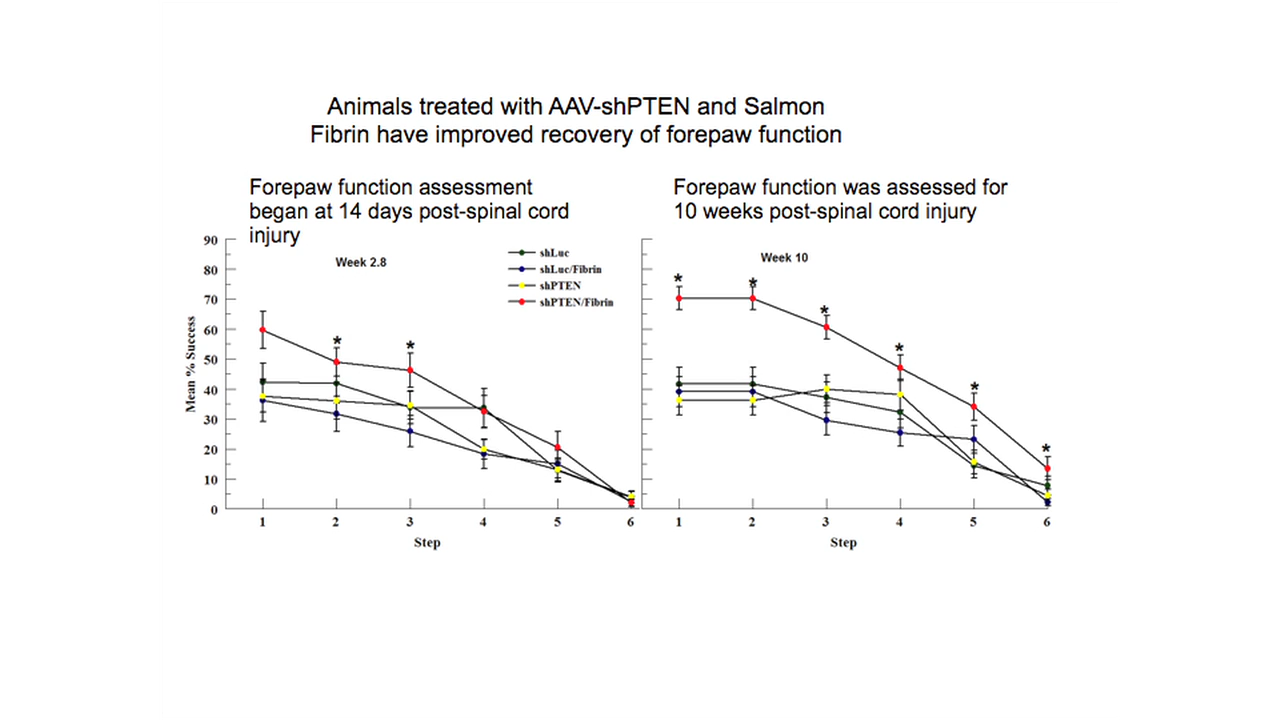 Animals treated with AAV-shPTEN and Salmon
Fibrin have improved recovery of forepaw function
Forepaw function assessment
began at 14 days post-spinal cord
injury
Forepaw function was assessed for
10 weeks post-spinal cord injury
Week 2.8
shLuc
shLuc/Fibrin
shPTEN
shPTEN/Fibrin
Mean % Success
90
80
70
60
50
40
30
20
10
0
* *
1 2 3 4 5 6
Step
Week 10
* * * * * *
1 2 3 4 5 6
Step